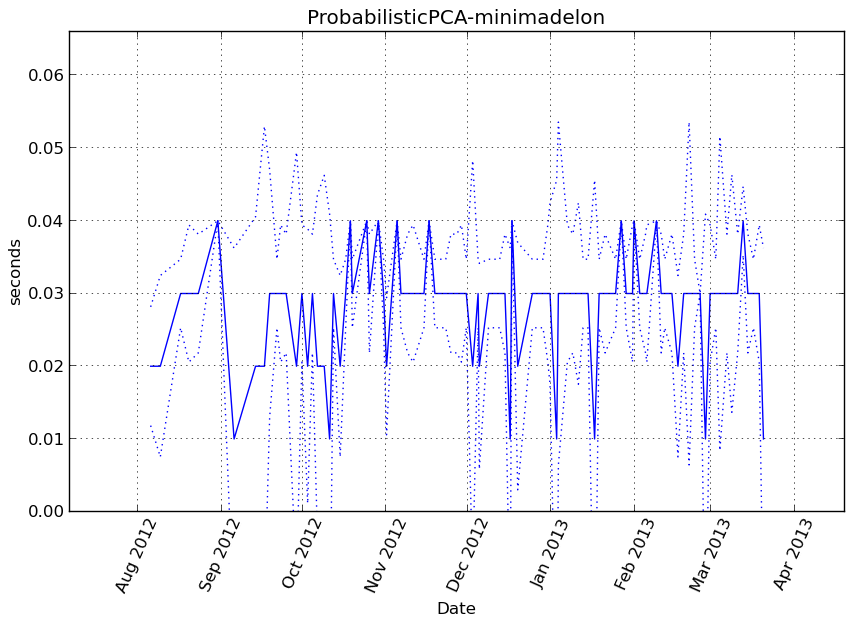 ProbabilisticPCA-minimadelon
0.06
0.05
0.04
0.03
0.02
0.01
0.00
seconds
Aug 2012
Sep 2012
Oct 2012
Nov 2012
Dec 2012
Jan 2013
Feb 2013
Mar 2013
Apr 2013
Date